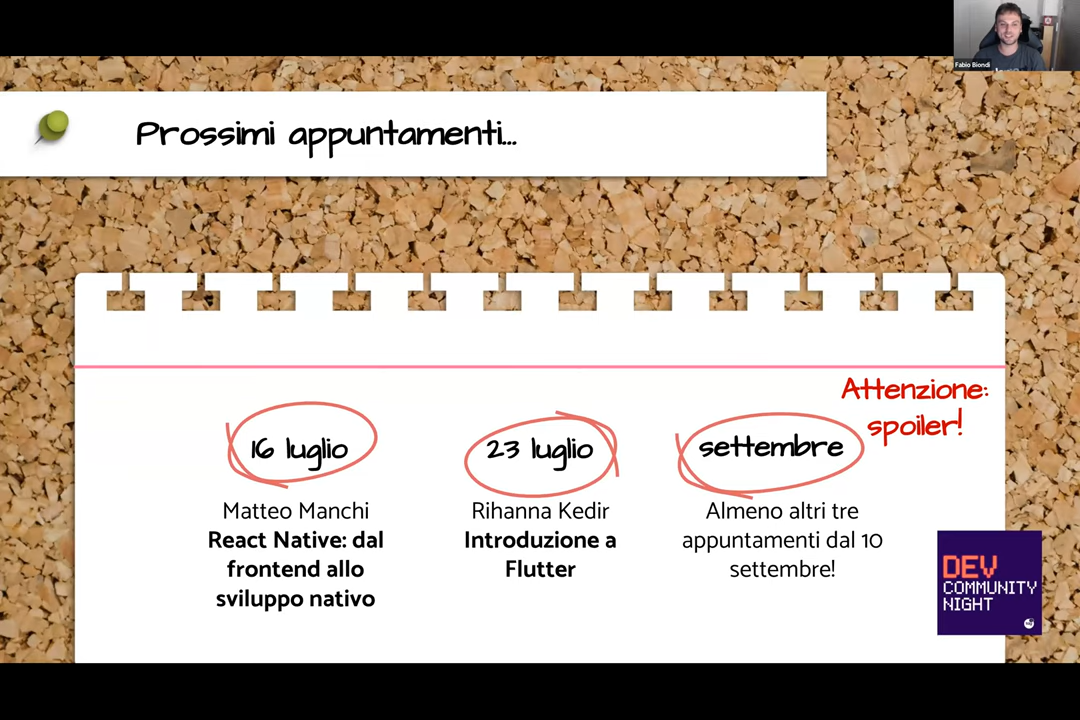 Fabio Biondi
Prossimi appuntamenti...
Attenzione:
spoiler!
16 luglio
Matteo Manchi
React Native: dal
frontend allo
sviluppo nativo
23 luglio
Rihanna Kedir
Introduzione a
Flutter
settembre
Almeno altri tre
appuntamenti dal 10
settembre!
DEV
COMMUNITY
NIGHT